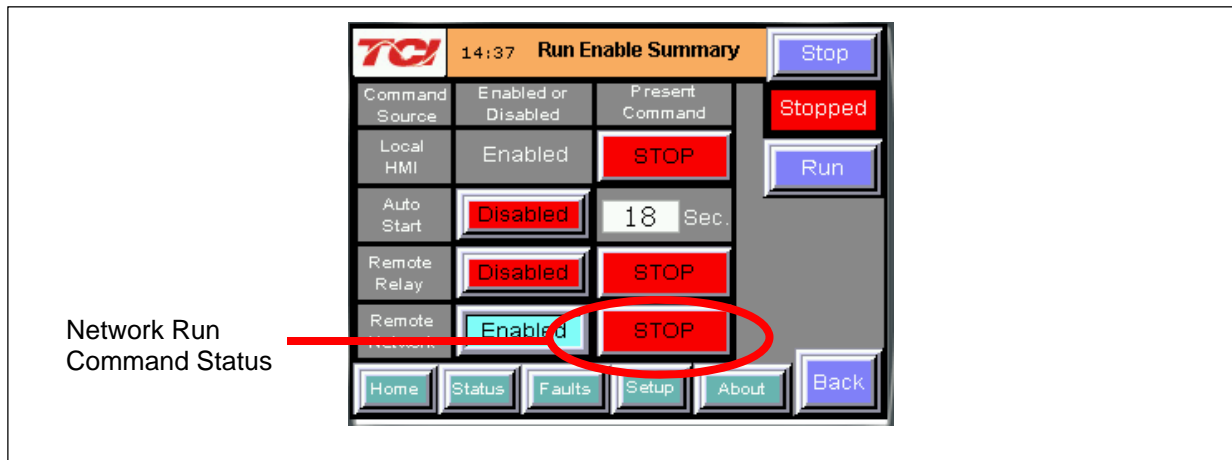 TCI 14:37 Run Enable Summary Stop
Command Source Enabled or Disabled Present Command Stopped
Local HMI Enabled STOP Run
Auto Start Disabled 18 Sec.
Remote Relay Disabled STOP
Remote Network Enabled STOP
Network Run
Command Status
Home Status Faults Setup About Back